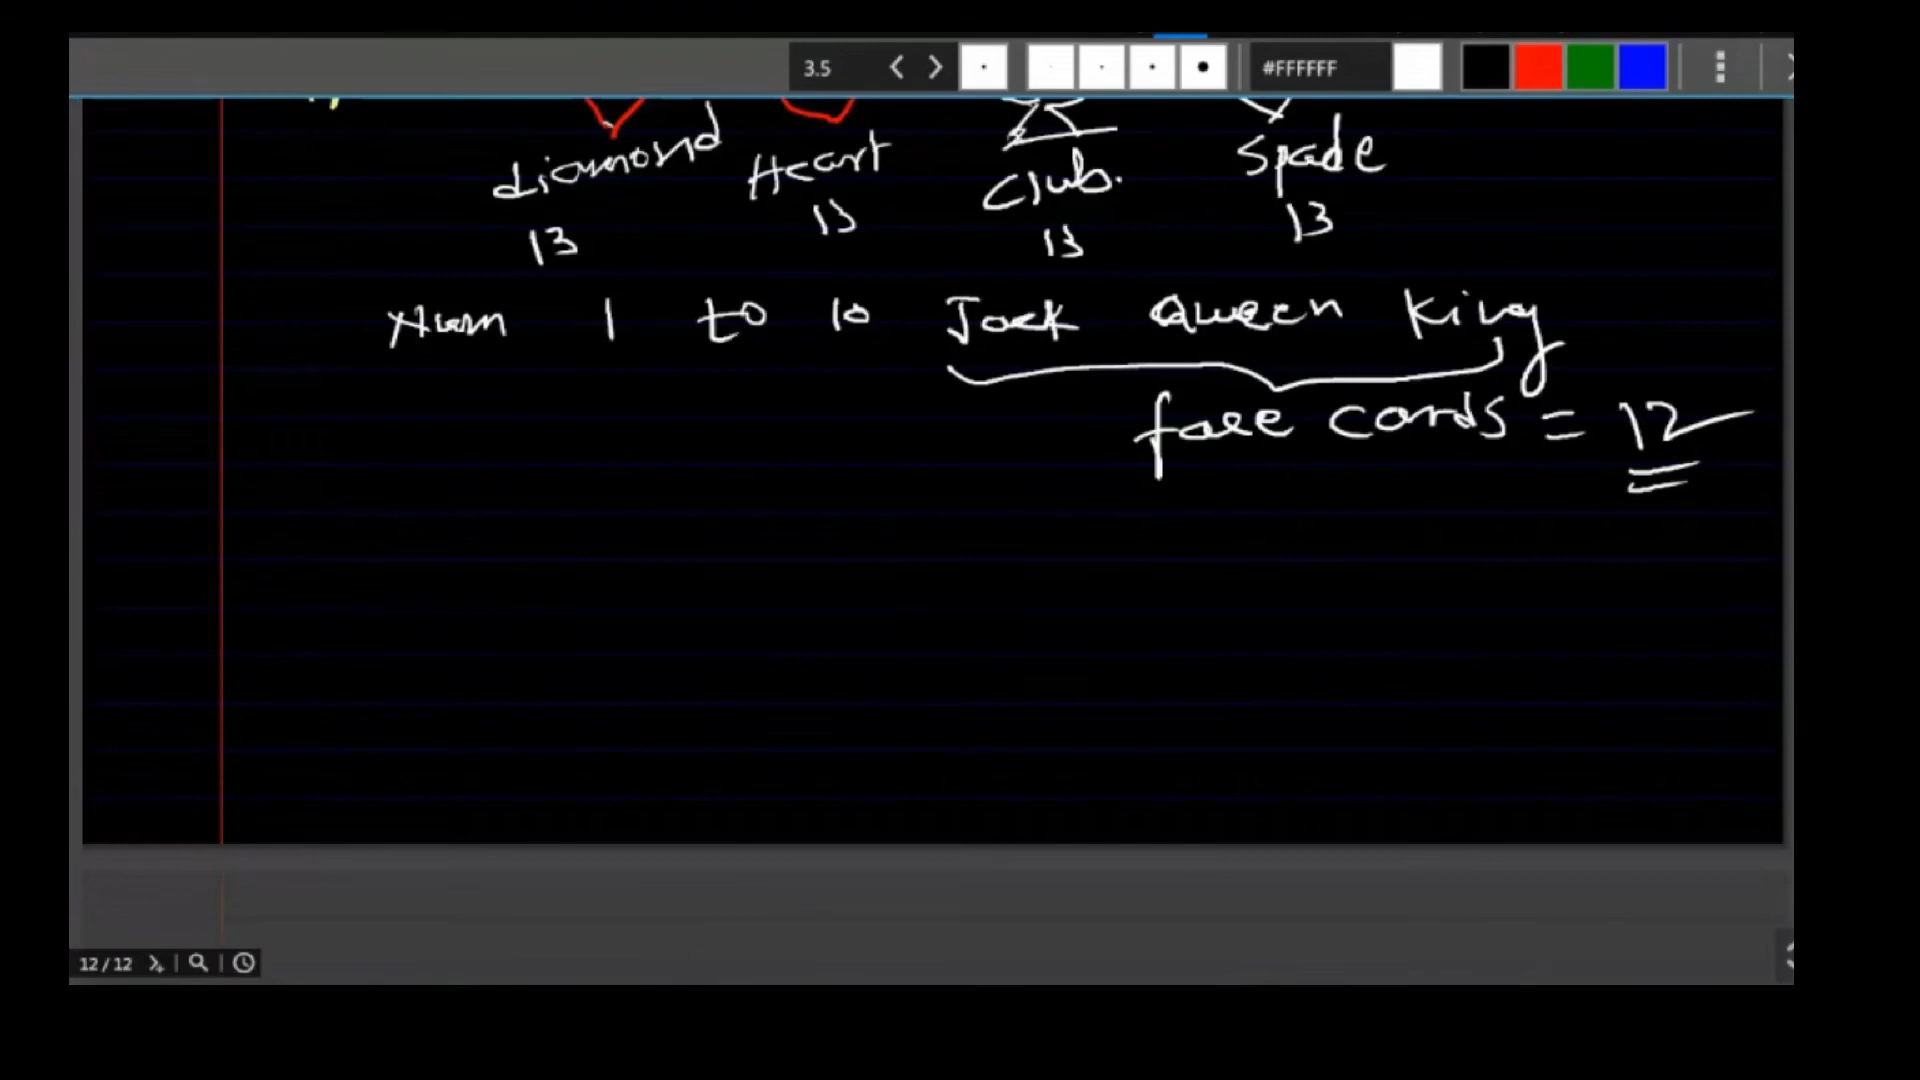 3.5 #FFFFFF
diamond Heart Club. Spade
13 13 13 13
Num 1 to 10 Jack Queen King
face cards = 12
12/12